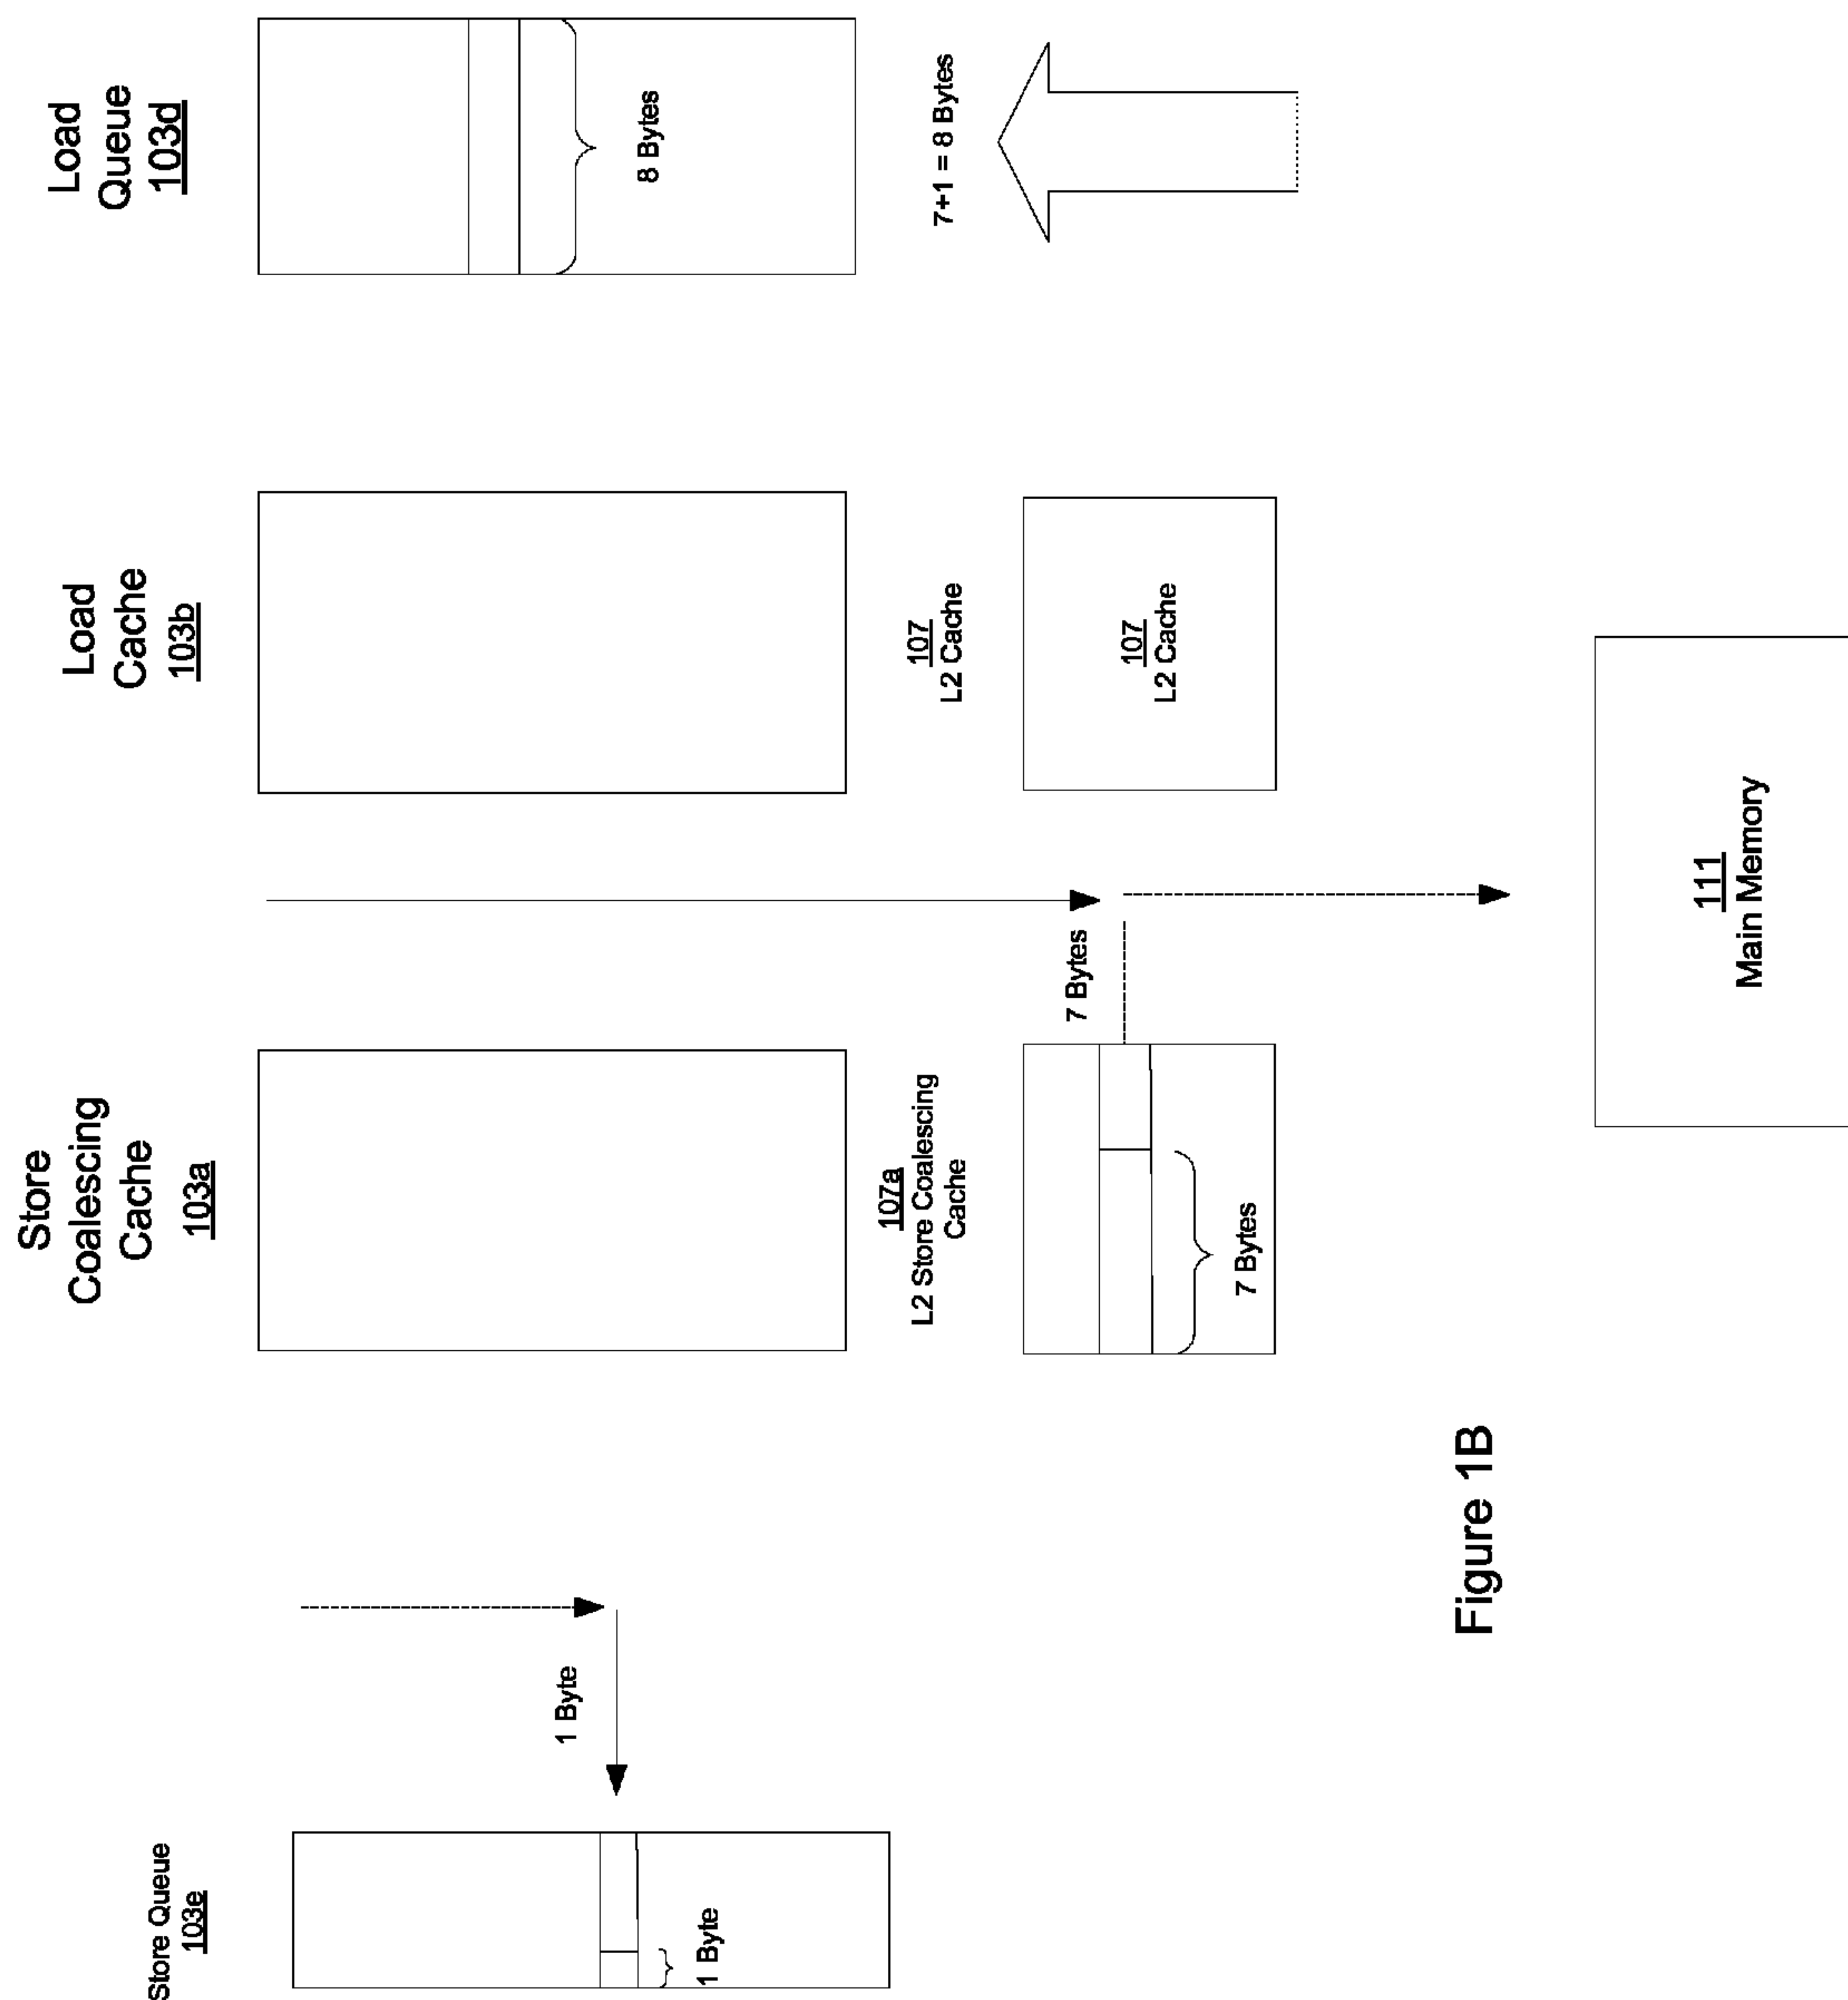 Store Queue
103e
Store
Coalescing
Cache
103a
Load
Cache
103b
Load
Queue
103d
1 Byte
1 Byte
8 Bytes
107a
L2 Store Coalescing
Cache
107
L2 Cache
7+1 = 8 Bytes
7 Bytes
7 Bytes
107
L2 Cache
Figure 1B
111
Main Memory